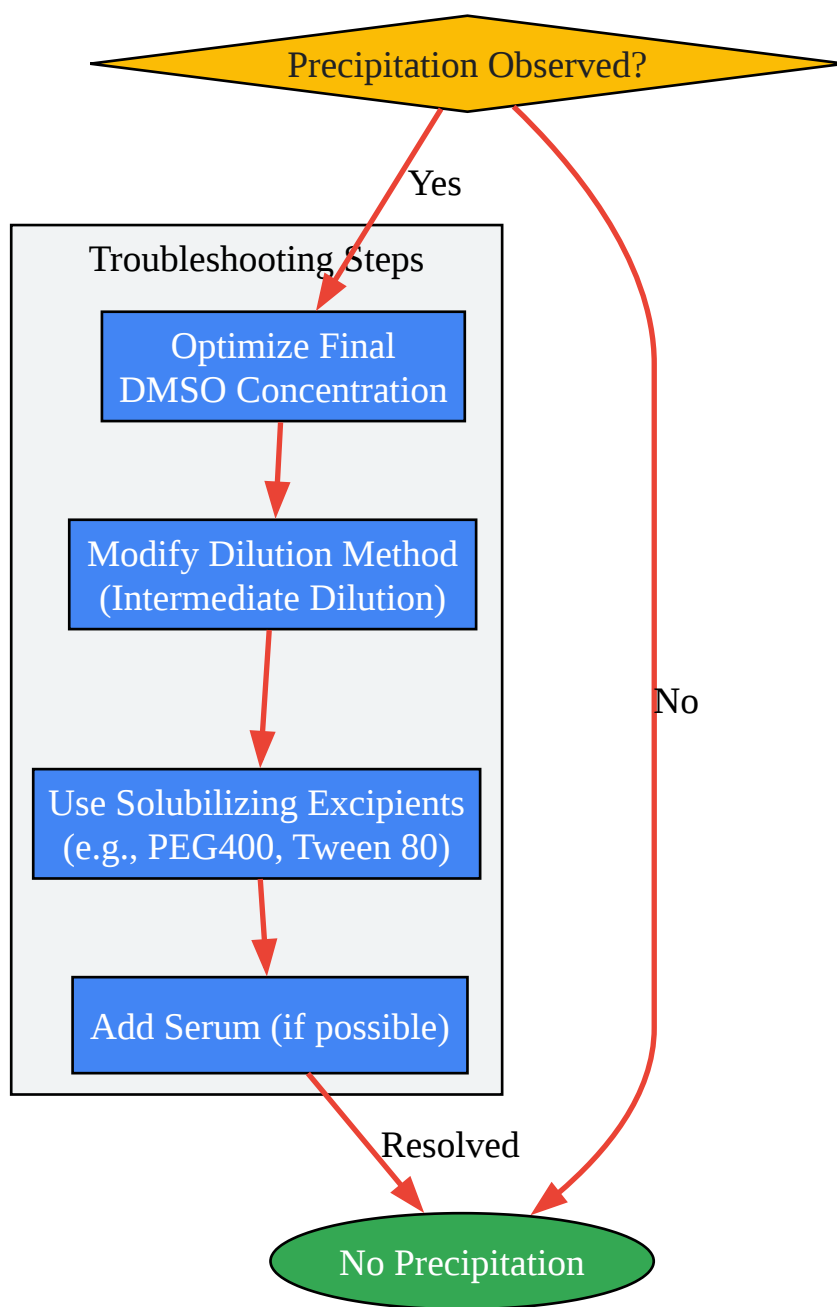 Precipitation Observed?
Yes
Troubleshooting Steps
Optimize Final
DMSO Concentration
Modify Dilution Method
(Intermediate Dilution)
No
Use Solubilizing Excipients
(e.g., PEG400, Tween 80)
Add Serum (if possible)
Resolved
No Precipitation